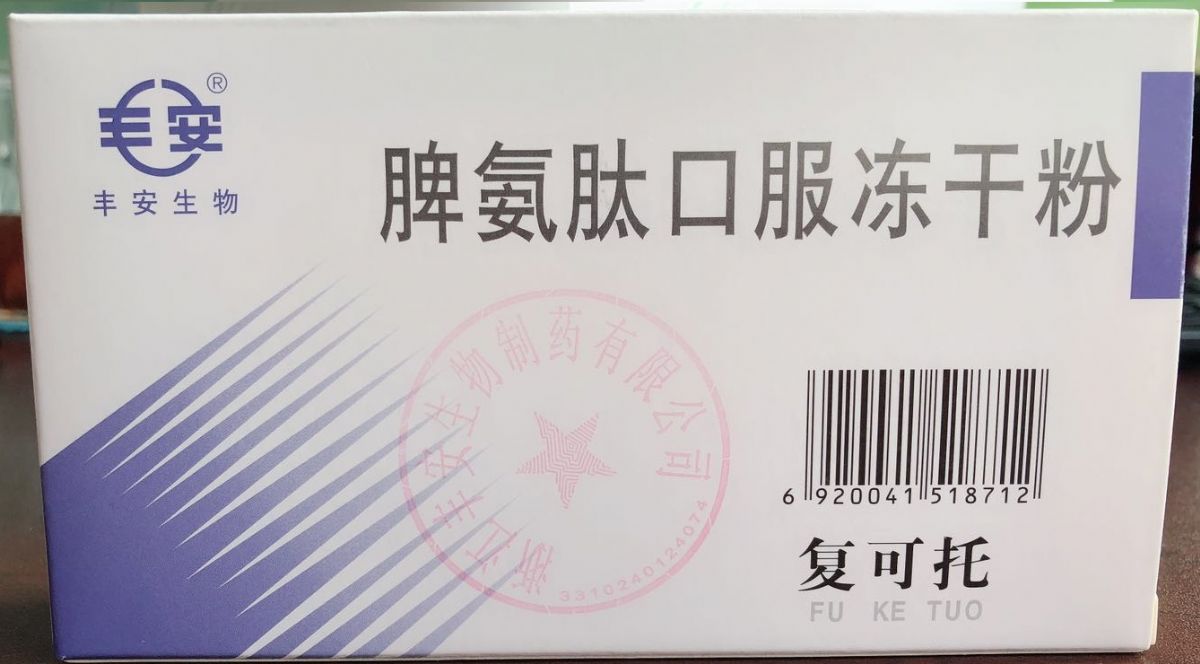 丰安®
丰安生物
脾氨肽口服冻干粉
浙江丰安生物制药有限公司
3310240124074
6 920041 518712
复可托
FU KE TUO